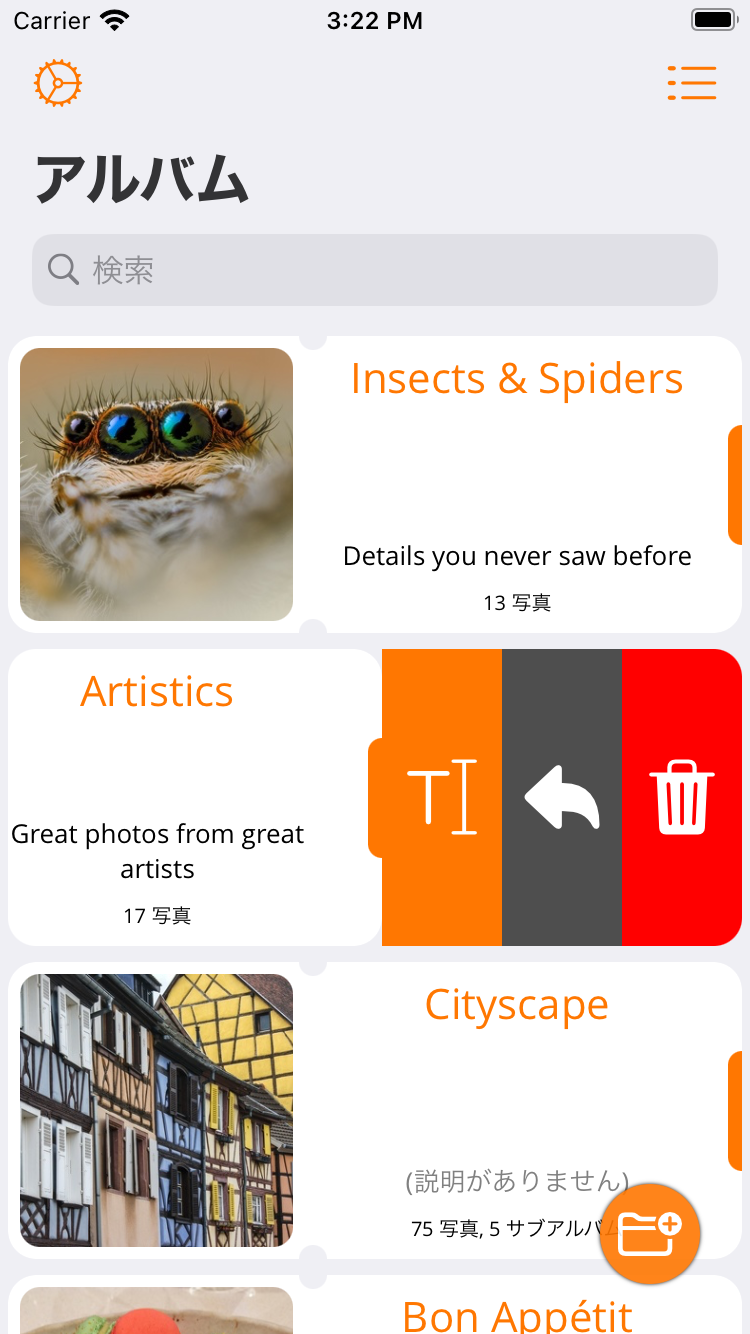 Carrier
3:22 PM
アルバム
検索
Insects & Spiders
Details you never saw before
13 写真
Artistics
Great photos from great
artists
17 写真
Cityscape
(説明がありません)
75 写真, 5 サブアルバム
Bon Appétit